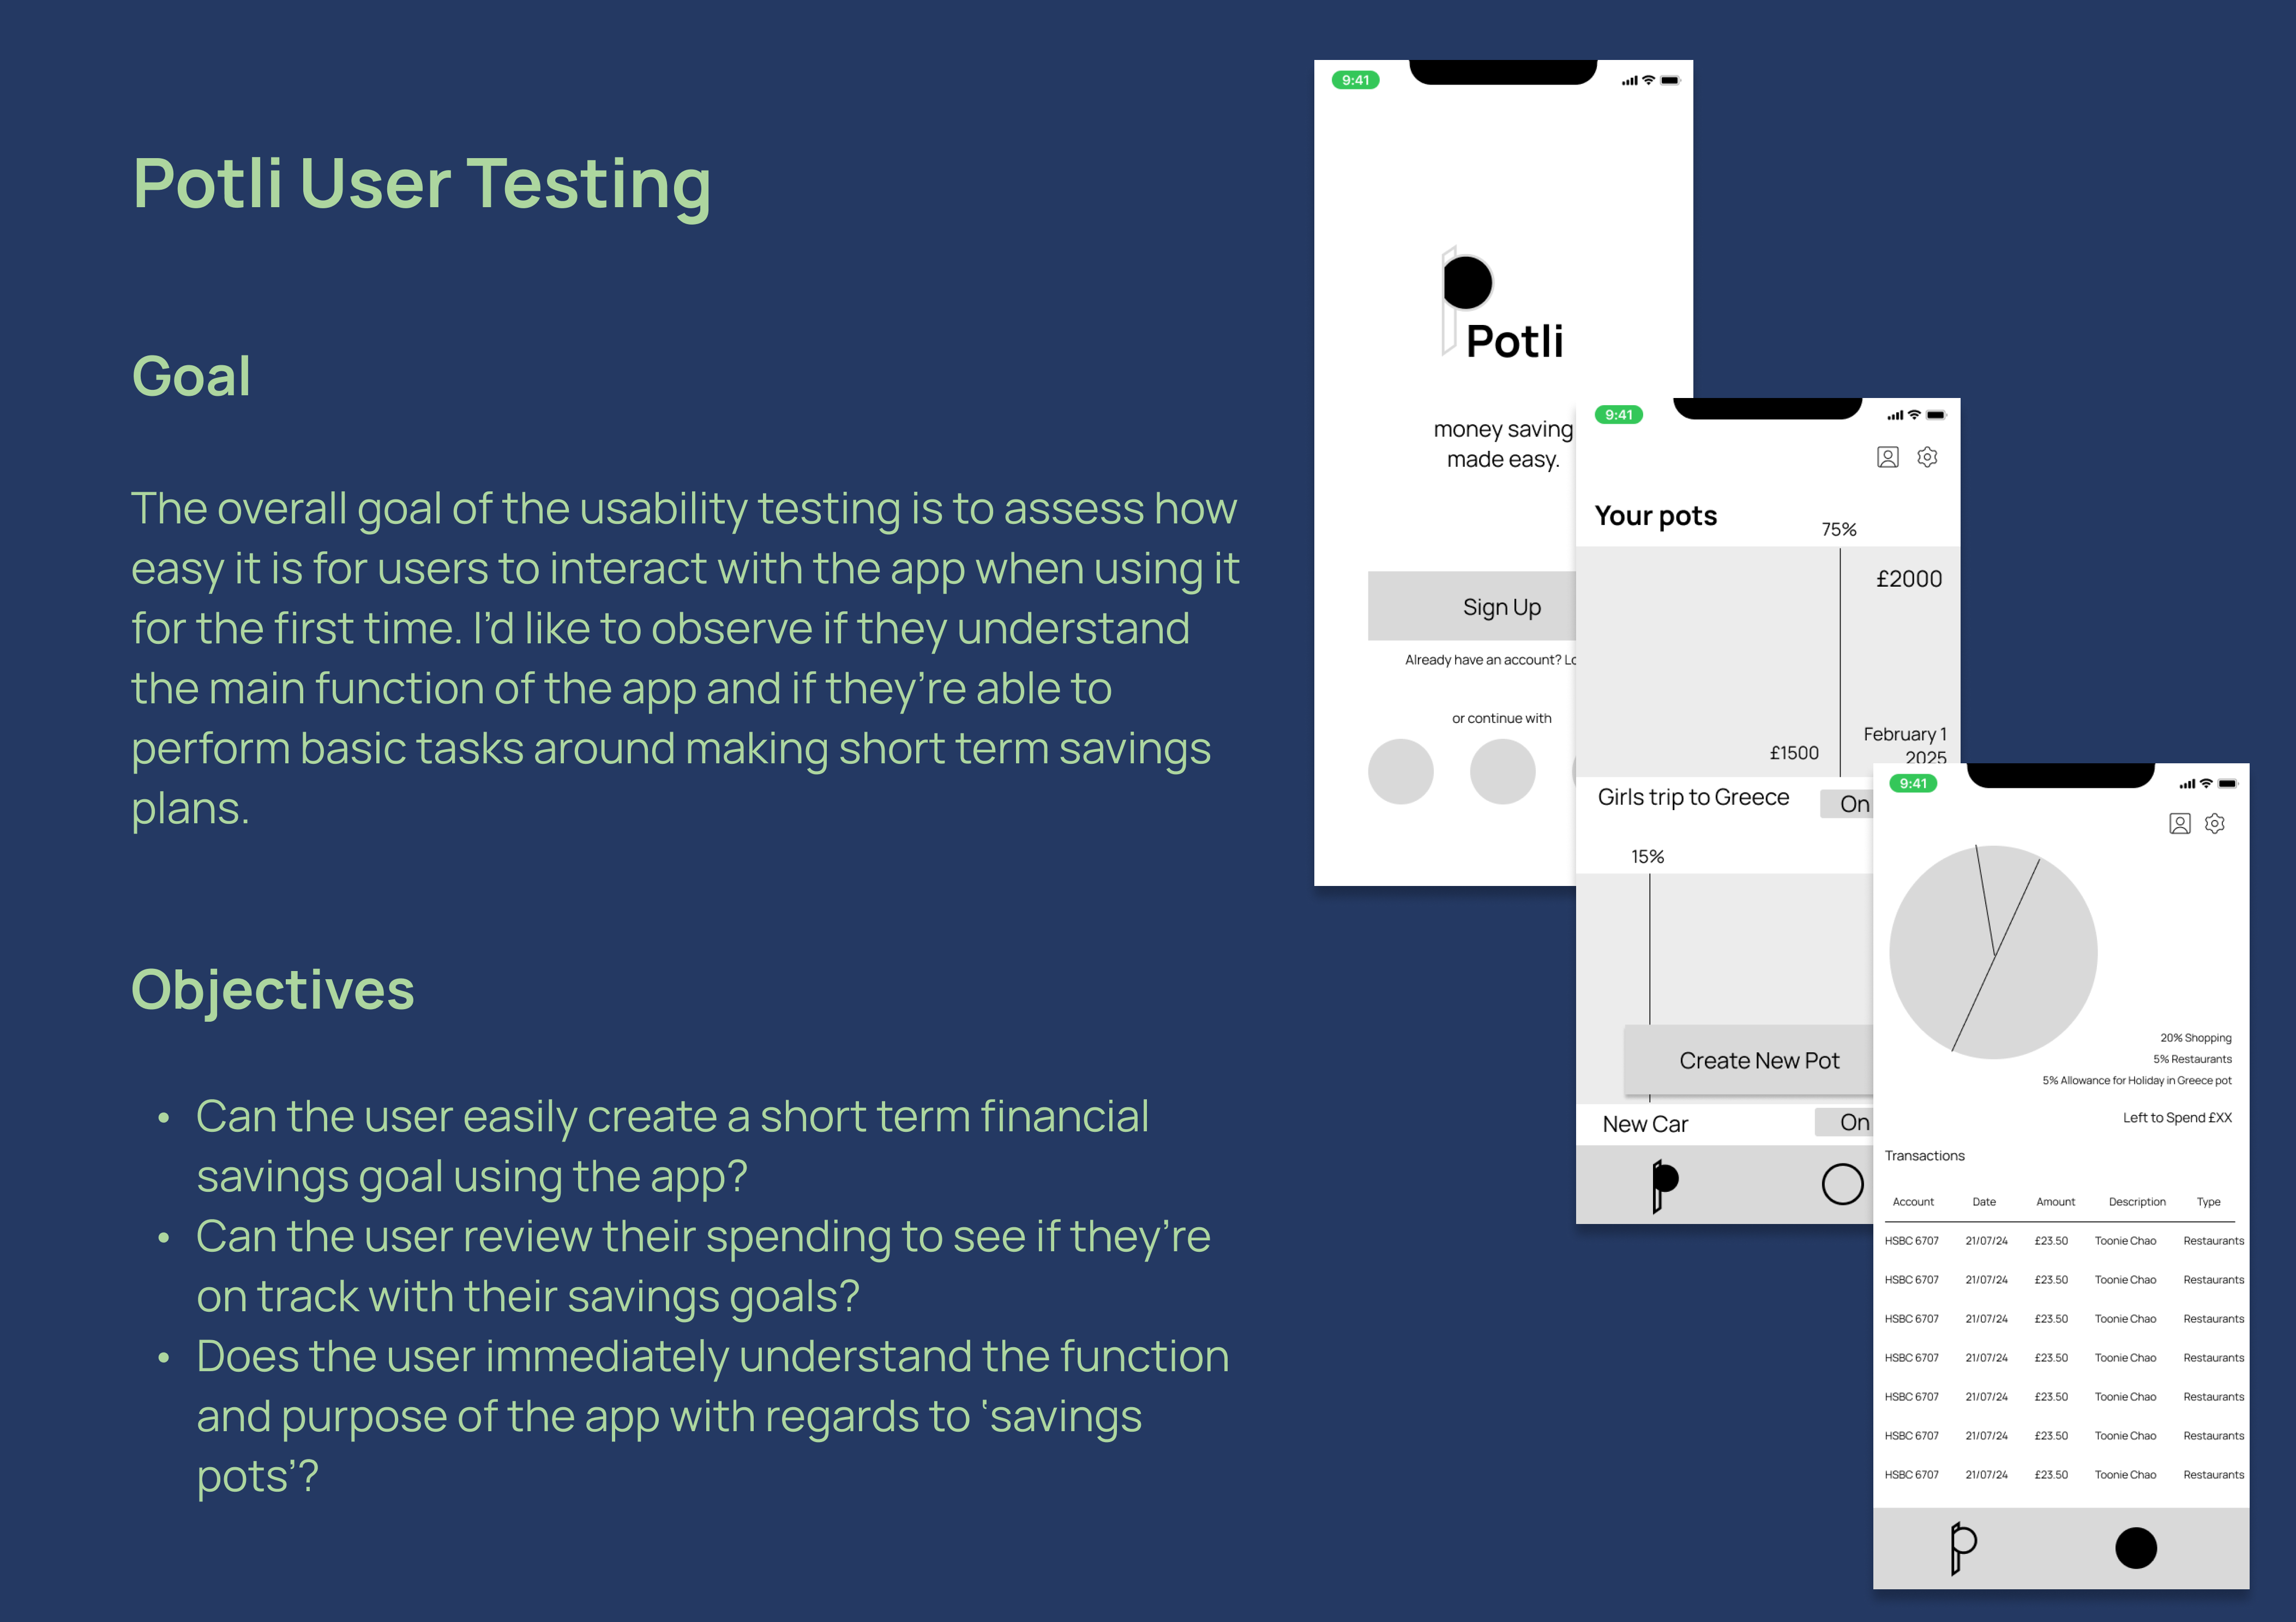 Potli User Testing
Goal
The overall goal of the usability testing is to assess how
easy it is for users to interact with the app when using it
for the first time. I'd like to observe if they understand
the main function of the app and if they're able to
perform basic tasks around making short term savings
plans.
Objectives
• Can the user easily create a short term financial
savings goal using the app?
• Can the user review their spending to see if they're
on track with their savings goals?
• Does the user immediately understand the function
and purpose of the app with regards to ‘savings
pots’?
9:41
Potli
money saving
made easy.
Sign Up
Already have an account? Lo
or continue with
9:41
Your pots
75%
£2000
£1500
February 1
2025
Girls trip to Greece
On
15%
Create New Pot
New Car
On
9:41
20% Shopping
5% Restaurants
5% Allowance for Holiday in Greece pot
Left to Spend £XX
Transactions
Account Date Amount Description Type
HSBC 6707 21/07/24 £23.50 Toonie Chao Restaurants
HSBC 6707 21/07/24 £23.50 Toonie Chao Restaurants
HSBC 6707 21/07/24 £23.50 Toonie Chao Restaurants
HSBC 6707 21/07/24 £23.50 Toonie Chao Restaurants
HSBC 6707 21/07/24 £23.50 Toonie Chao Restaurants
HSBC 6707 21/07/24 £23.50 Toonie Chao Restaurants
HSBC 6707 21/07/24 £23.50 Toonie Chao Restaurants